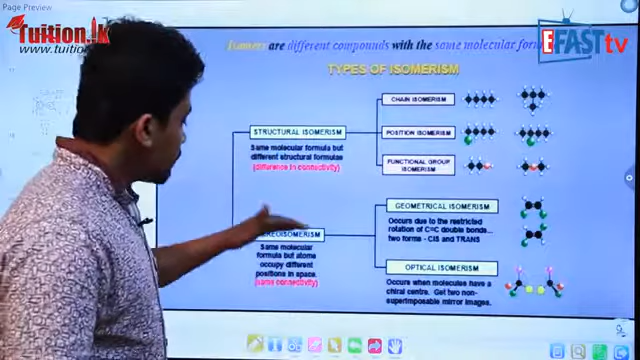 Page Preview
Tuition.lk
www.tuition
EFAST tv
Isomers are different compounds with the same molecular
TYPES OF ISOMERISM
CHAIN ISOMERISM
STRUCTURAL ISOMERISM
POSITION ISOMERISM
Same molecular formula but
different structural formulae
(difference in connectivity)
FUNCTIONAL GROUP
ISOMERISM
GEOMETRICAL ISOMERISM
Occurs due to the restricted
rotation of C=C double bonds...
two forms - CIS and TRANS
EREOISOMERISM
Same molecular
formula but atoms
occupy different
positions in space.
(same connectivity)
OPTICAL ISOMERISM
Occurs when molecules have a
chiral centre. Get two non-
superimposable mirror images.